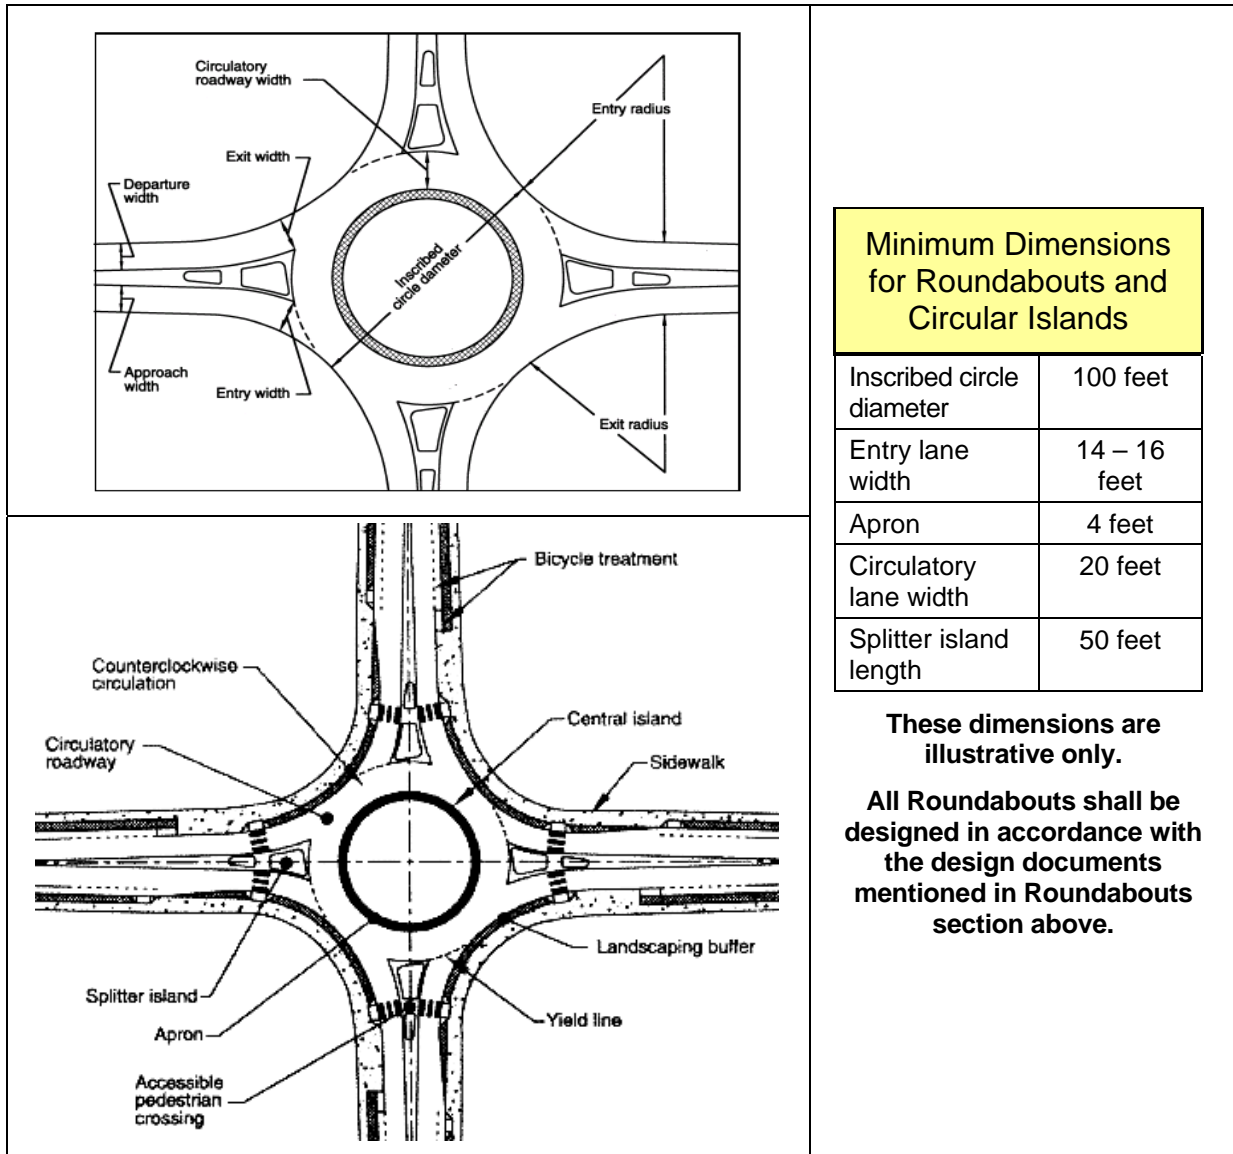 Circulatory
roadway width
Entry radius
Exit width
Departure
width
Inscribed
circle diameter
Approach
width
Entry width
Exit radius
Bicycle treatment
Counterclockwise
circulation
Central island
Circulatory
roadway
Sidewalk
Landscaping buffer
Splitter island
Yield line
Apron
Accessible
pedestrian
crossing
Minimum Dimensions
for Roundabouts and
Circular Islands
Inscribed circle
diameter
100 feet
Entry lane
width
14 – 16
feet
Apron
4 feet
Circulatory
lane width
20 feet
Splitter island
length
50 feet
These dimensions are
illustrative only.
All Roundabouts shall be
designed in accordance with
the design documents
mentioned in Roundabouts
section above.